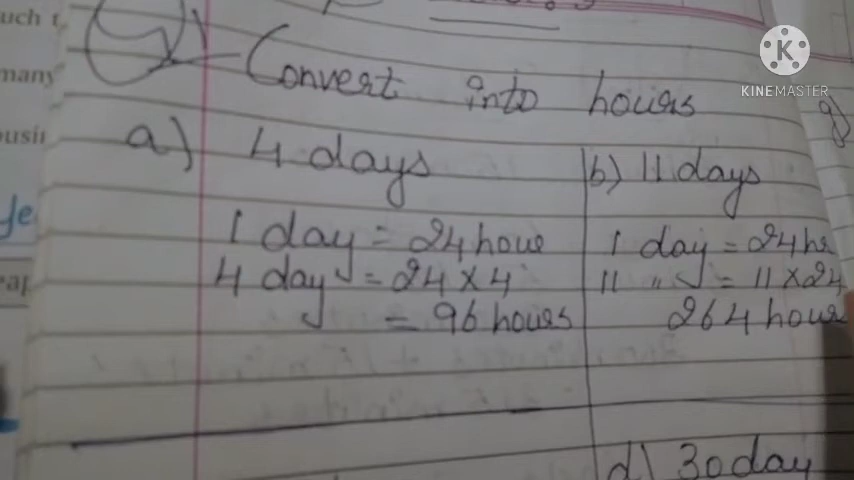 Convert into hours
a) 4 days
1 day = 24 hour
4 day = 24 × 4
= 96 hours
b) 11 days
1 day = 24 hr
11 " = 11 × 24
264 hour
d) 30 day
KINEMASTER